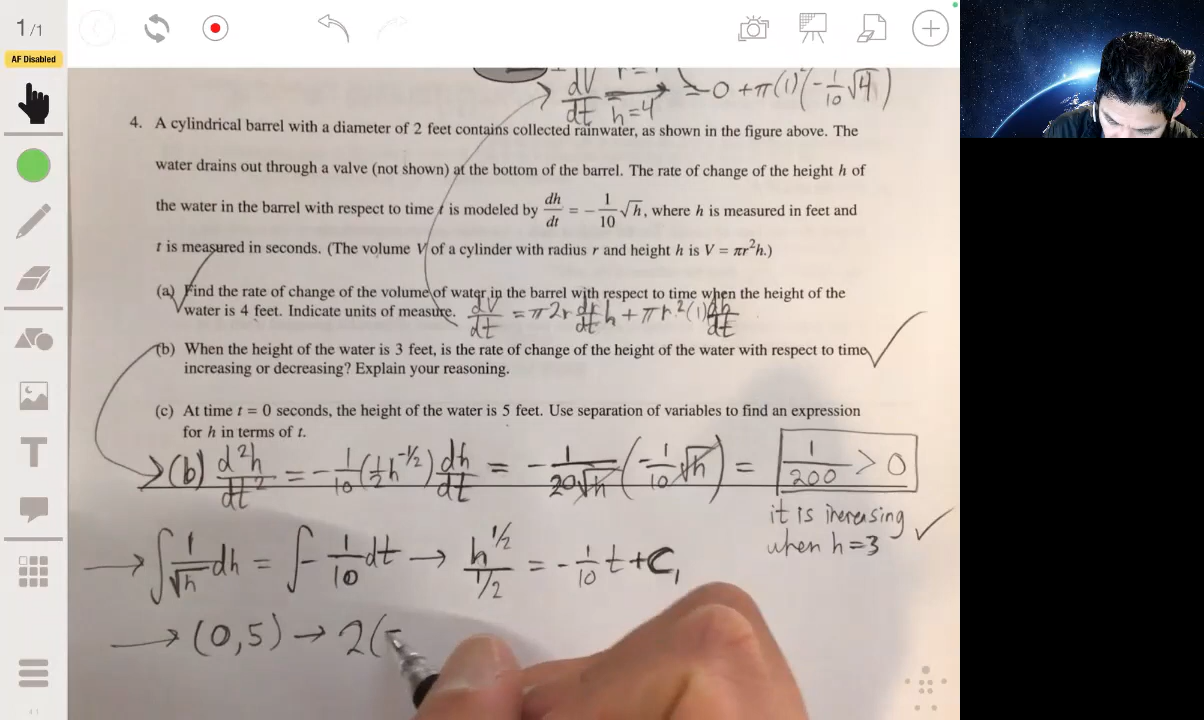 1/1
AF Disabled
dV/dt → h=4 = 0 + π(1)²(-1/10 √4)
4. A cylindrical barrel with a diameter of 2 feet contains collected rainwater, as shown in the figure above. The
water drains out through a valve (not shown) at the bottom of the barrel. The rate of change of the height h of
the water in the barrel with respect to time t is modeled by dh/dt = -1/10 √h, where h is measured in feet and
t is measured in seconds. (The volume V of a cylinder with radius r and height h is V = πr²h.)
(a) Find the rate of change of the volume of water in the barrel with respect to time when the height of the
water is 4 feet. Indicate units of measure. dV/dt = π2r dr/dt h + πr²(1)dh/dt
(b) When the height of the water is 3 feet, is the rate of change of the height of the water with respect to time
increasing or decreasing? Explain your reasoning.
(c) At time t = 0 seconds, the height of the water is 5 feet. Use separation of variables to find an expression
for h in terms of t.
(b) d²h/dt² = -1/10 (1/2 h^-1/2) dh/dt = -1/20√h (-1/10 √h) = 1/200 > 0
it is increasing
when h=3
→ ∫ 1/√h dh = ∫ -1/10 dt → h^1/2 / 1/2 = -1/10 t + C₁
→ (0,5) → 2(
T